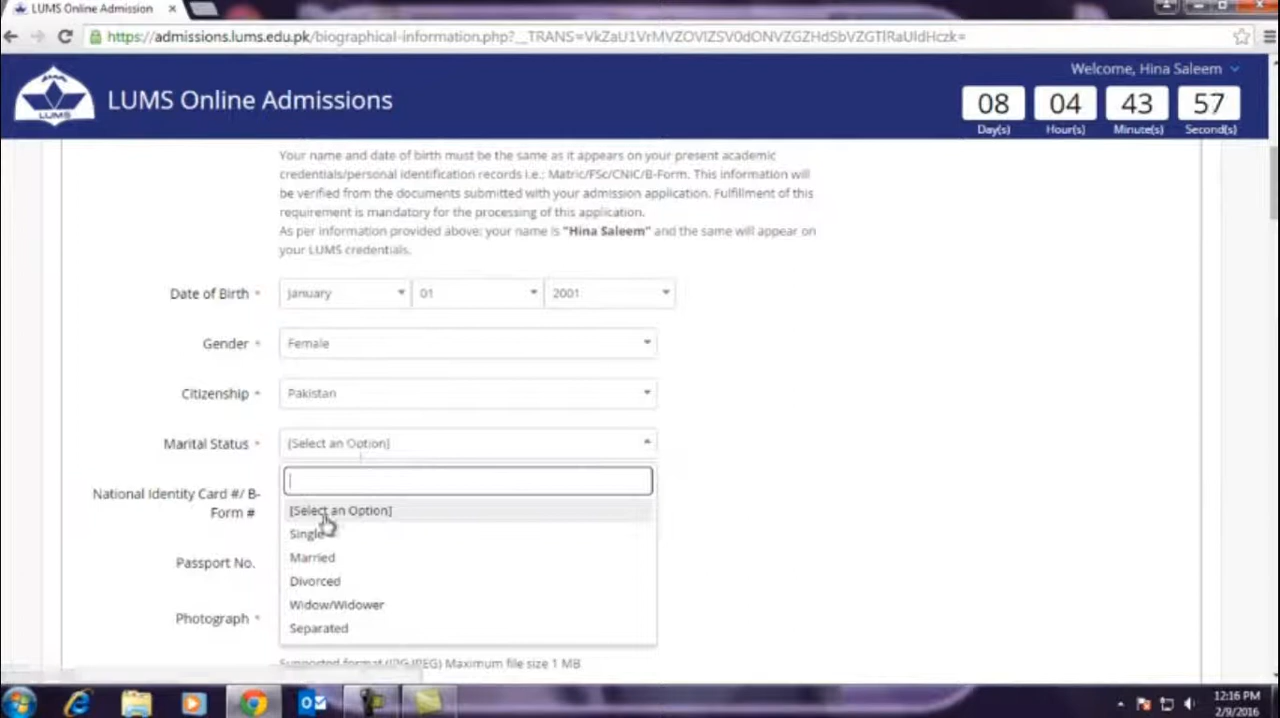 LUMS Online Admission
https://admissions.lums.edu.pk/biographical-information.php?__TRANS=VkZaU1VrMVZOVlZSV0dONVZGZHdSbVZGTlRaUldHczk=
Welcome, Hina Saleem
LUMS
LUMS Online Admissions
08 04 43 57
Day(s) Hour(s) Minute(s) Second(s)
Your name and date of birth must be the same as it appears on your present academic
credentials/personal identification records i.e.; Matric/FSc/CNIC/B-Form. This information will
be verified from the documents submitted with your admission application. Fulfillment of this
requirement is mandatory for the processing of this application.
As per information provided above; your name is "Hina Saleem" and the same will appear on
your LUMS credentials.
Date of Birth * January 01 2001
Gender * Female
Citizenship * Pakistan
Marital Status * [Select an Option]
National Identity Card #/ B-
Form #
[Select an Option]
Single
Married
Passport No.
Divorced
Widow/Widower
Photograph *
Separated
Supported format (JPG,JPEG) Maximum file size 1 MB
12:16 PM
2/9/2016